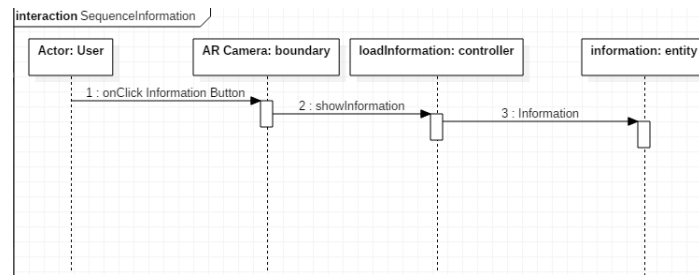 interaction SequenceInformation
Actor: User
AR Camera: boundary
loadInformation: controller
information: entity
1 : onClick Information Button
2 : showInformation
3 : Information